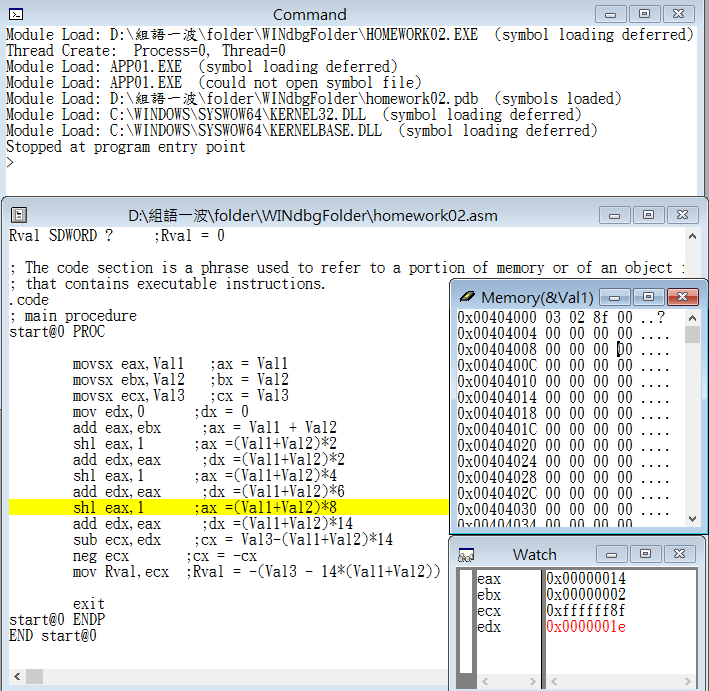 Command
Module Load: D:\組語一波\folder\WINdbgFolder\HOMEWORK02.EXE (symbol loading deferred)
Thread Create: Process=0, Thread=0
Module Load: APP01.EXE (symbol loading deferred)
Module Load: APP01.EXE (could not open symbol file)
Module Load: D:\組語一波\folder\WINdbgFolder\homework02.pdb (symbols loaded)
Module Load: C:\WINDOWS\SYSWOW64\KERNEL32.DLL (symbol loading deferred)
Module Load: C:\WINDOWS\SYSWOW64\KERNELBASE.DLL (symbol loading deferred)
Stopped at program entry point
>
D:\組語一波\folder\WINdbgFolder\homework02.asm
Rval SDWORD ? ;Rval = 0
; The code section is a phrase used to refer to a portion of memory or of an object
; that contains executable instructions.
.code
; main procedure
start@0 PROC
movsx eax,Val1 ;ax = Val1
movsx ebx,Val2 ;bx = Val2
movsx ecx,Val3 ;cx = Val3
mov edx,0 ;dx = 0
add eax,ebx ;ax = Val1 + Val2
shl eax,1 ;ax =(Val1+Val2)*2
add edx,eax ;dx =(Val1+Val2)*2
shl eax,1 ;ax =(Val1+Val2)*4
add edx,eax ;dx =(Val1+Val2)*6
shl eax,1 ;ax =(Val1+Val2)*8
add edx,eax ;dx =(Val1+Val2)*14
sub ecx,edx ;cx = Val3-(Val1+Val2)*14
neg ecx ;cx = -cx
mov Rval,ecx ;Rval = -(Val3 - 14*(Val1+Val2))
exit
start@0 ENDP
END start@0
Memory(&Val1)
0x00404000 03 02 8f 00 ..?
0x00404004 00 00 00 00 ....
0x00404008 00 00 00 00 ....
0x0040400C 00 00 00 00 ....
0x00404010 00 00 00 00 ....
0x00404014 00 00 00 00 ....
0x00404018 00 00 00 00 ....
0x0040401C 00 00 00 00 ....
0x00404020 00 00 00 00 ....
0x00404024 00 00 00 00 ....
0x00404028 00 00 00 00 ....
0x0040402C 00 00 00 00 ....
0x00404030 00 00 00 00 ....
0x00404034 00 00 00 00 ....
Watch
eax 0x00000014
ebx 0x00000002
ecx 0xffffff8f
edx 0x0000001e